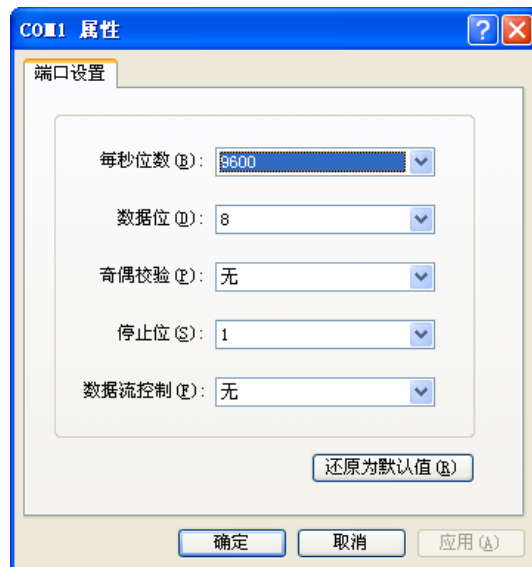 COM1 属性
端口设置
每秒位数(B): 9600
数据位(D): 8
奇偶校验(P): 无
停止位(S): 1
数据流控制(F): 无
还原为默认值(R)
确定 取消 应用(A)